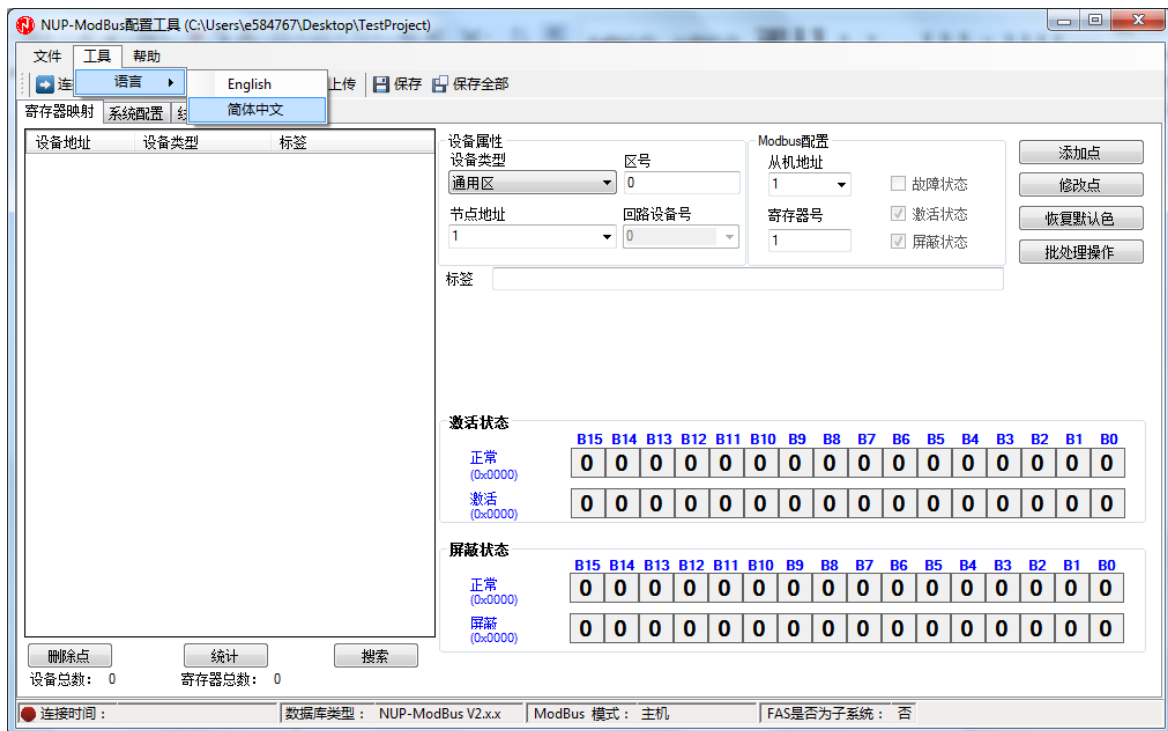 NUP-ModBus配置工具 (C:\Users\e584767\Desktop\TestProject)
文件 工具 帮助
连 语言 English 上传 保存 保存全部
简体中文
寄存器映射 系统配置
设备地址 设备类型 标签
设备属性
设备类型 区号
通用区 0
节点地址 回路设备号
1 0
Modbus配置
从机地址
1 故障状态
寄存器号 激活状态
1 屏蔽状态
添加点
修改点
恢复默认色
批处理操作
标签
激活状态
B15 B14 B13 B12 B11 B10 B9 B8 B7 B6 B5 B4 B3 B2 B1 B0
正常 0 0 0 0 0 0 0 0 0 0 0 0 0 0 0 0
(0x0000)
激活 0 0 0 0 0 0 0 0 0 0 0 0 0 0 0 0
(0x0000)
屏蔽状态
B15 B14 B13 B12 B11 B10 B9 B8 B7 B6 B5 B4 B3 B2 B1 B0
正常 0 0 0 0 0 0 0 0 0 0 0 0 0 0 0 0
(0x0000)
屏蔽 0 0 0 0 0 0 0 0 0 0 0 0 0 0 0 0
(0x0000)
删除点 统计 搜索
设备总数： 0 寄存器总数： 0
连接时间： 数据库类型： NUP-ModBus V2.x.x ModBus 模式： 主机 FAS是否为子系统： 否